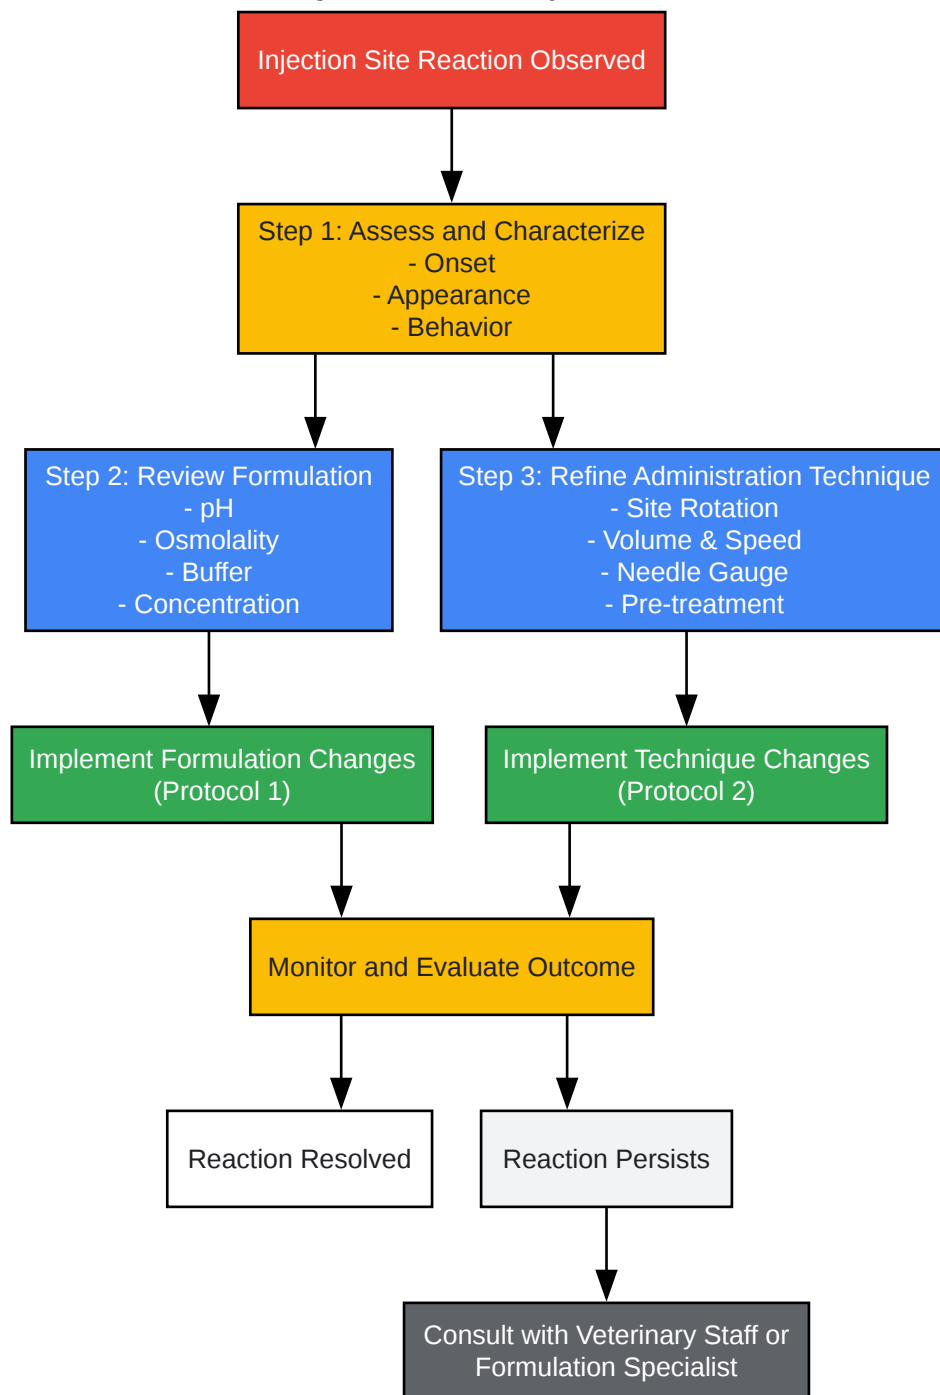 Injection Site Reaction Observed
Step 1: Assess and Characterize
- Onset
- Appearance
- Behavior
Step 2: Review Formulation
- pH
- Osmolality
- Buffer
- Concentration
Step 3: Refine Administration Technique
- Site Rotation
- Volume & Speed
- Needle Gauge
- Pre-treatment
Implement Formulation Changes
(Protocol 1)
Implement Technique Changes
(Protocol 2)
Monitor and Evaluate Outcome
Reaction Resolved
Reaction Persists
Consult with Veterinary Staff or
Formulation Specialist